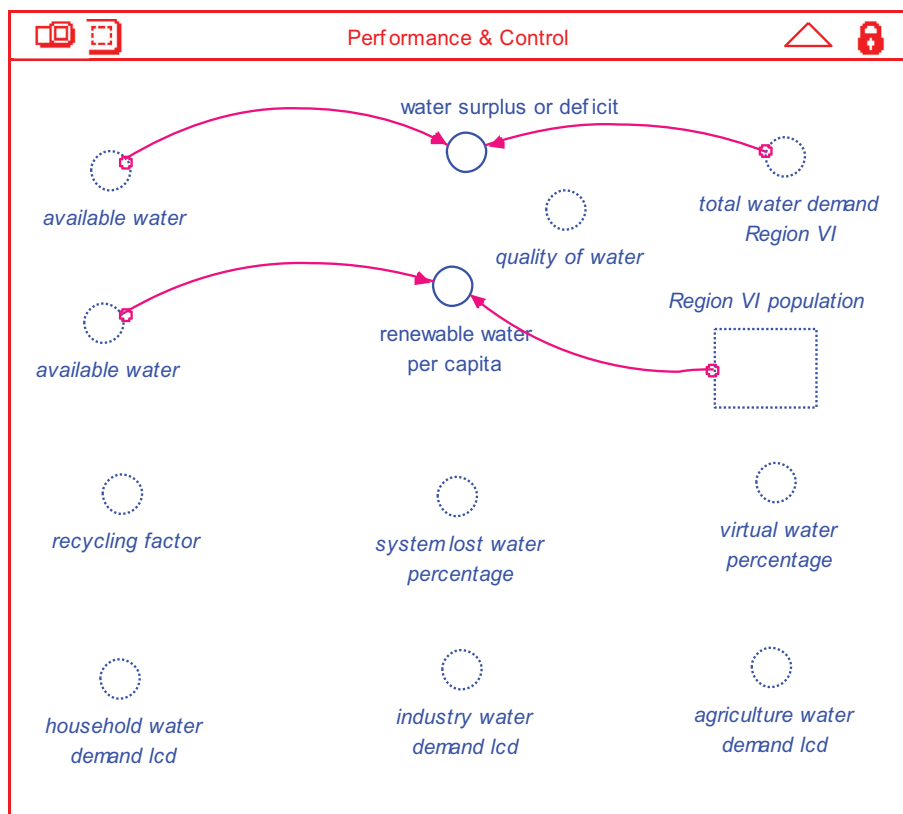 Performance & Control
water surplus or deficit
available water
total water demand
Region VI
quality of water
Region VI population
available water
renewable water
per capita
recycling factor
system lost water
percentage
virtual water
percentage
household water
demand lcd
industry water
demand lcd
agriculture water
demand lcd